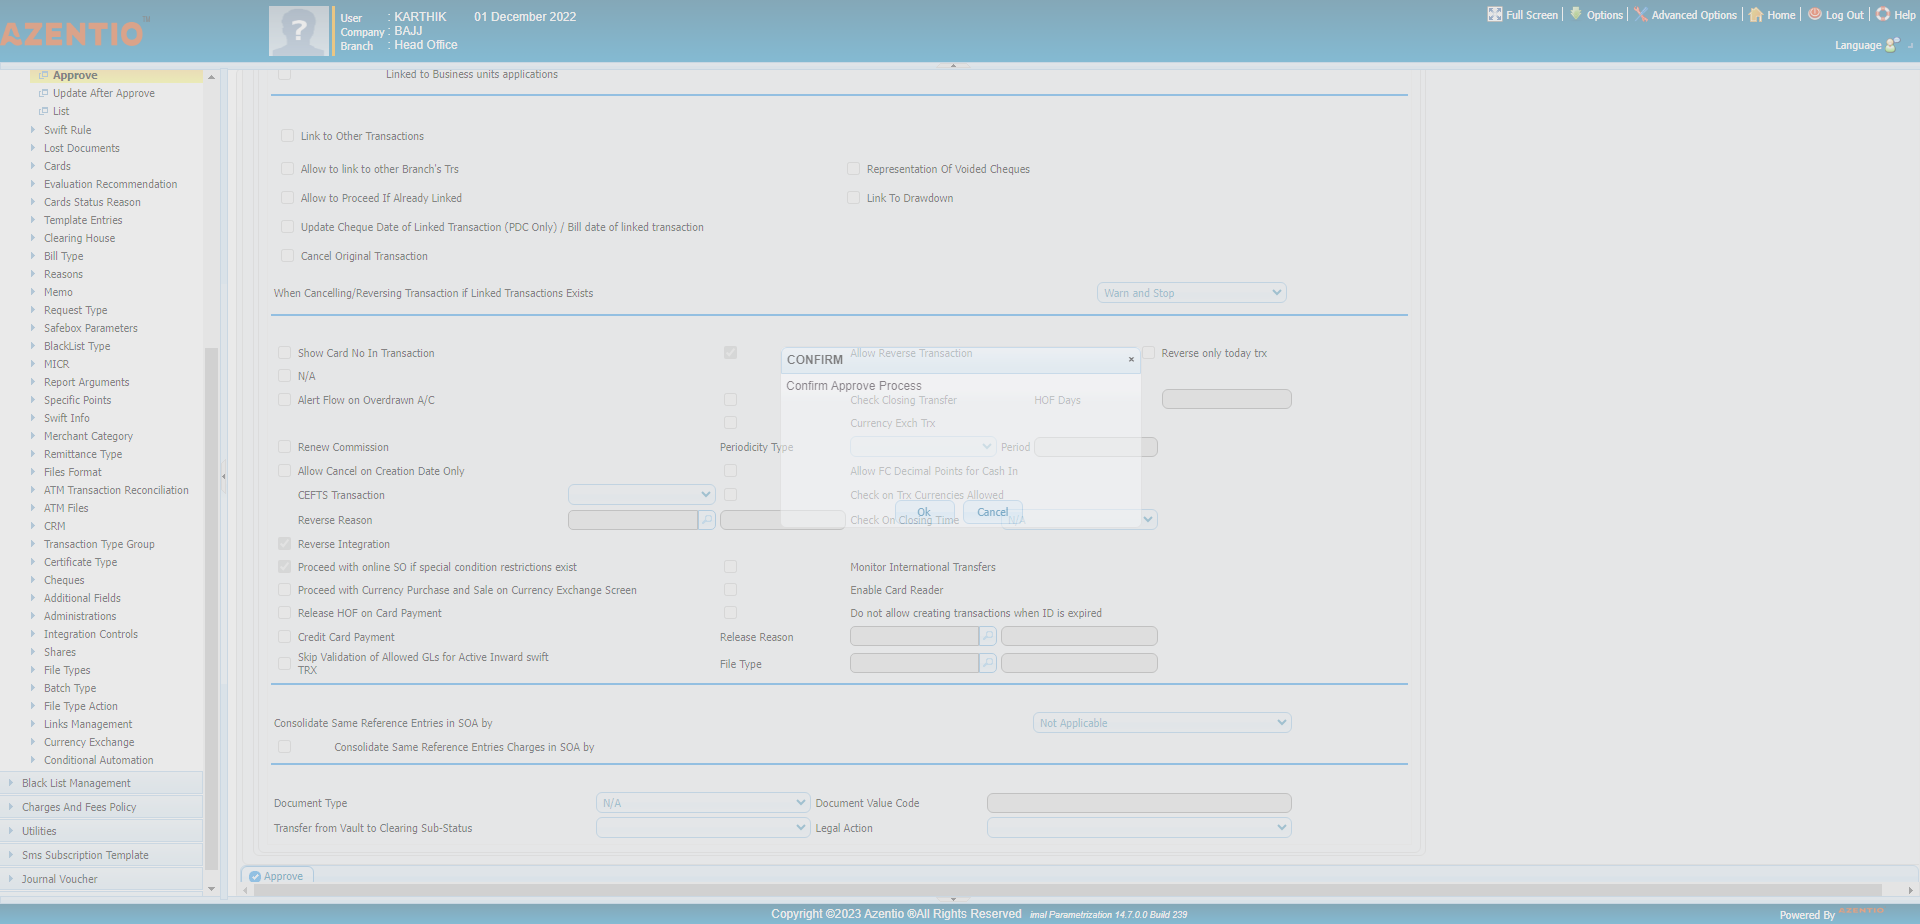 AZENTIO™
User : KARTHIK 01 December 2022
Company : BAJJ
Branch : Head Office
Full Screen Options Advanced Options Home Log Out Help
Language
Approve
Update After Approve
List
Swift Rule
Lost Documents
Cards
Evaluation Recommendation
Cards Status Reason
Template Entries
Clearing House
Bill Type
Reasons
Memo
Request Type
Safebox Parameters
BlackList Type
MICR
Report Arguments
Specific Points
Swift Info
Merchant Category
Remittance Type
Files Format
ATM Transaction Reconciliation
ATM Files
CRM
Transaction Type Group
Certificate Type
Cheques
Additional Fields
Administrations
Integration Controls
Shares
File Types
Batch Type
File Type Action
Links Management
Currency Exchange
Conditional Automation
Black List Management
Charges And Fees Policy
Utilities
Sms Subscription Template
Journal Voucher
Linked to Business units applications
Link to Other Transactions
Allow to link to other Branch's Trs Representation Of Voided Cheques
Allow to Proceed If Already Linked Link To Drawdown
Update Cheque Date of Linked Transaction (PDC Only) / Bill date of linked transaction
Cancel Original Transaction
When Cancelling/Reversing Transaction if Linked Transactions Exists Warn and Stop
Show Card No In Transaction Allow Reverse Transaction Reverse only today trx
N/A
Alert Flow on Overdrawn A/C Check Closing Transfer HOF Days
Currency Exch Trx
Renew Commission Periodicity Type Period
Allow Cancel on Creation Date Only Allow FC Decimal Points for Cash In
CEFTS Transaction Check on Trx Currencies Allowed
Reverse Reason Check On Closing Time N/A
Reverse Integration
Proceed with online SO if special condition restrictions exist Monitor International Transfers
Proceed with Currency Purchase and Sale on Currency Exchange Screen Enable Card Reader
Release HOF on Card Payment Do not allow creating transactions when ID is expired
Credit Card Payment Release Reason
Skip Validation of Allowed GLs for Active Inward swift
TRX File Type
Consolidate Same Reference Entries in SOA by Not Applicable
Consolidate Same Reference Entries Charges in SOA by
Document Type N/A Document Value Code
Transfer from Vault to Clearing Sub-Status Legal Action
CONFIRM ×
Confirm Approve Process
Ok Cancel
Approve
Copyright ©2023 Azentio ®All Rights Reserved imal Parametrization 14.7.0.0 Build 239
Powered By AZENTIO